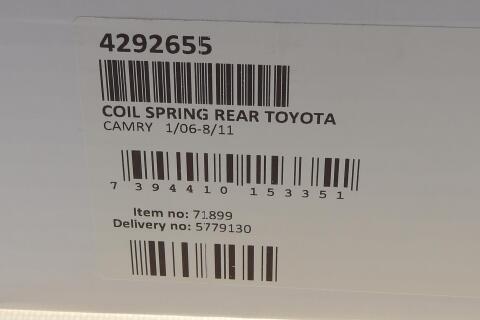 4292655
COIL SPRING REAR TOYOTA
CAMRY 1/06-8/11
7 394410 153351
Item no: 71899
Delivery no: 5779130